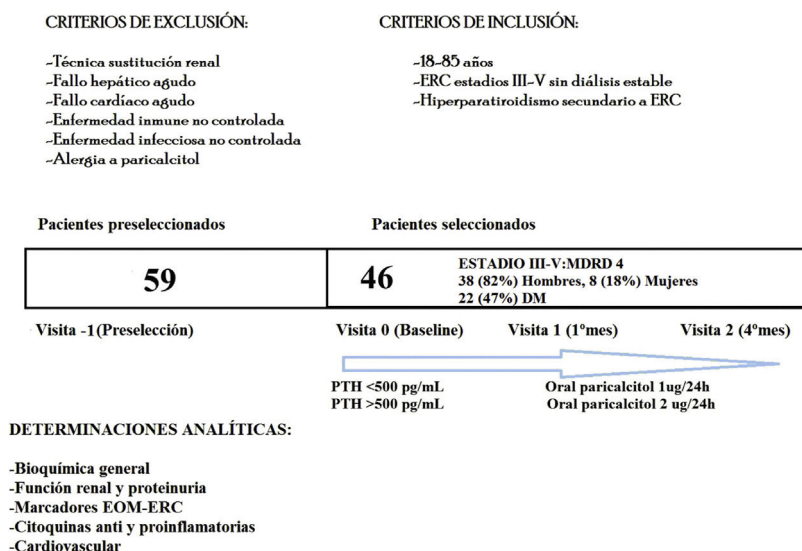 CRITERIOS DE EXCLUSIÓN:
-Técnica sustitución renal
-Fallo hepático agudo
-Fallo cardíaco agudo
-Enfermedad inmune no controlada
-Enfermedad infecciosa no controlada
-Alergia a paricalcitol
CRITERIOS DE INCLUSIÓN:
-18-85 años
-ERC estadios III-V sin diálisis estable
-Hiperparatiroidismo secundario a ERC
Pacientes preseleccionados
Pacientes seleccionados
59
46
ESTADIO III-V:MDRD 4
38 (82%) Hombres, 8 (18%) Mujeres
22 (47%) DM
Visita -1(Preselección)
Visita 0 (Baseline)
Visita 1 (1ºmes)
Visita 2 (4ºmes)
PTH <500 pg/mL
Oral paricalcitol 1ug/24h
PTH >500 pg/mL
Oral paricalcitol 2 ug/24h
DETERMINACIONES ANALÍTICAS:
-Bioquímica general
-Función renal y proteinuria
-Marcadores EOM-ERC
-Citoquinas anti y proinflamatorias
-Cardiovascular